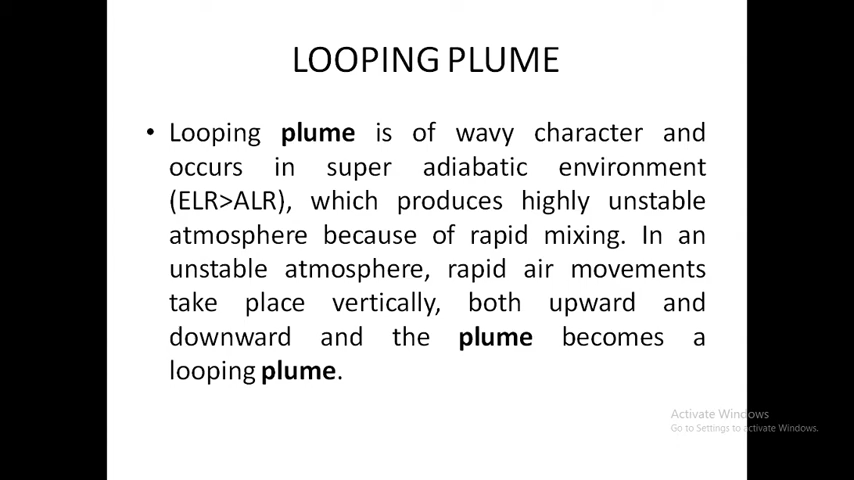 LOOPING PLUME
• Looping plume is of wavy character and
occurs in super adiabatic environment
(ELR>ALR), which produces highly unstable
atmosphere because of rapid mixing. In an
unstable atmosphere, rapid air movements
take place vertically, both upward and
downward and the plume becomes a
looping plume.
Activate Windows
Go to Settings to activate Windows.